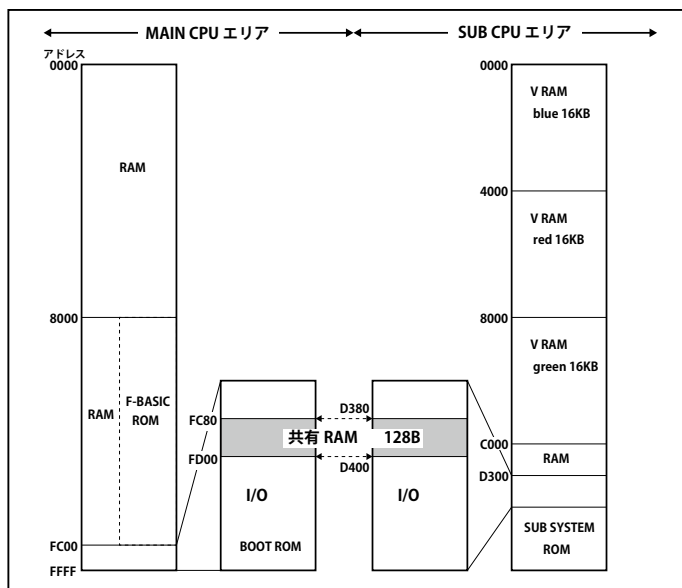 MAIN CPU エリア
SUB CPU エリア
アドレス
0000
RAM
8000
RAM
F-BASIC
ROM
FC00
FFFF
FC80
FD00
I/O
BOOT ROM
共有 RAM 128B
D380
D400
I/O
0000
V RAM
blue 16KB
4000
V RAM
red 16KB
8000
V RAM
green 16KB
C000
RAM
D300
SUB SYSTEM
ROM